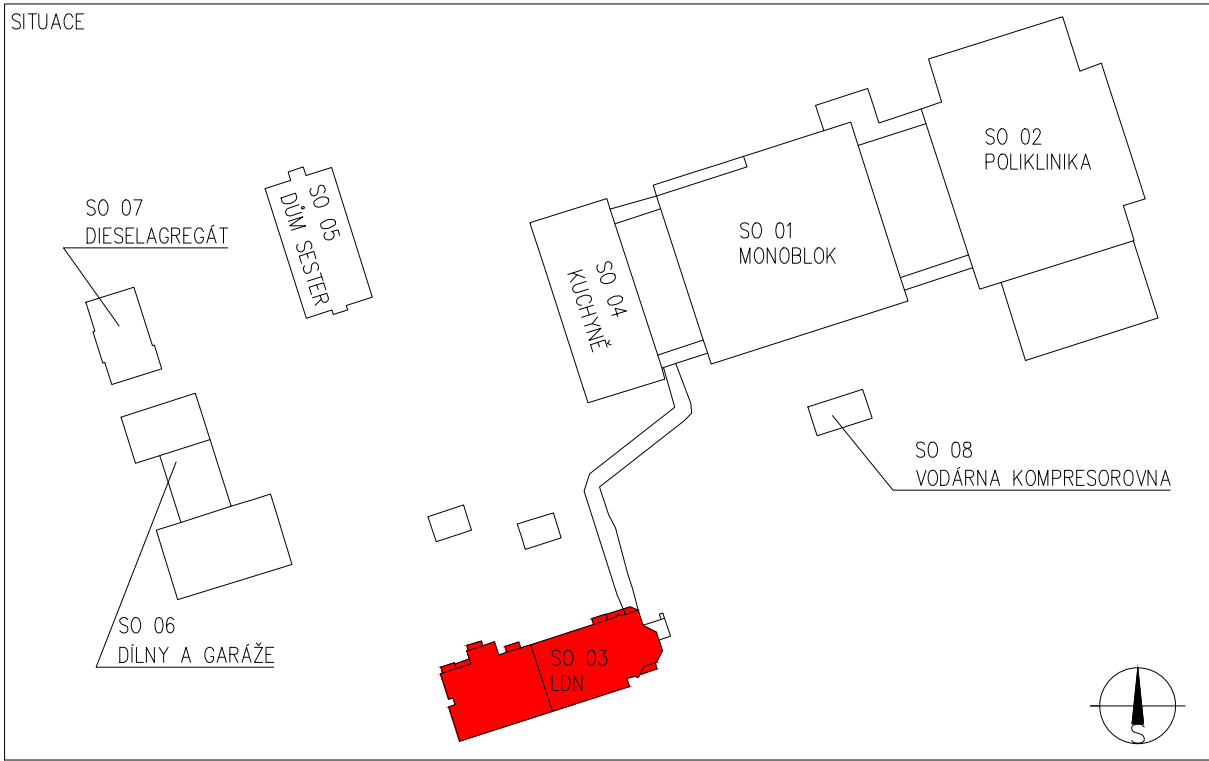 SITUACE
SO 02
POLIKLINIKA
SO 07
DIESELAGREGÁT
SO 05
DŮM SESTER
SO 01
MONOBLOK
SO 04
KUCHYNĚ
SO 08
VODÁRNA KOMPRESOROVNA
SO 06
DÍLNY A GARÁŽE
SO 03
LDN
S